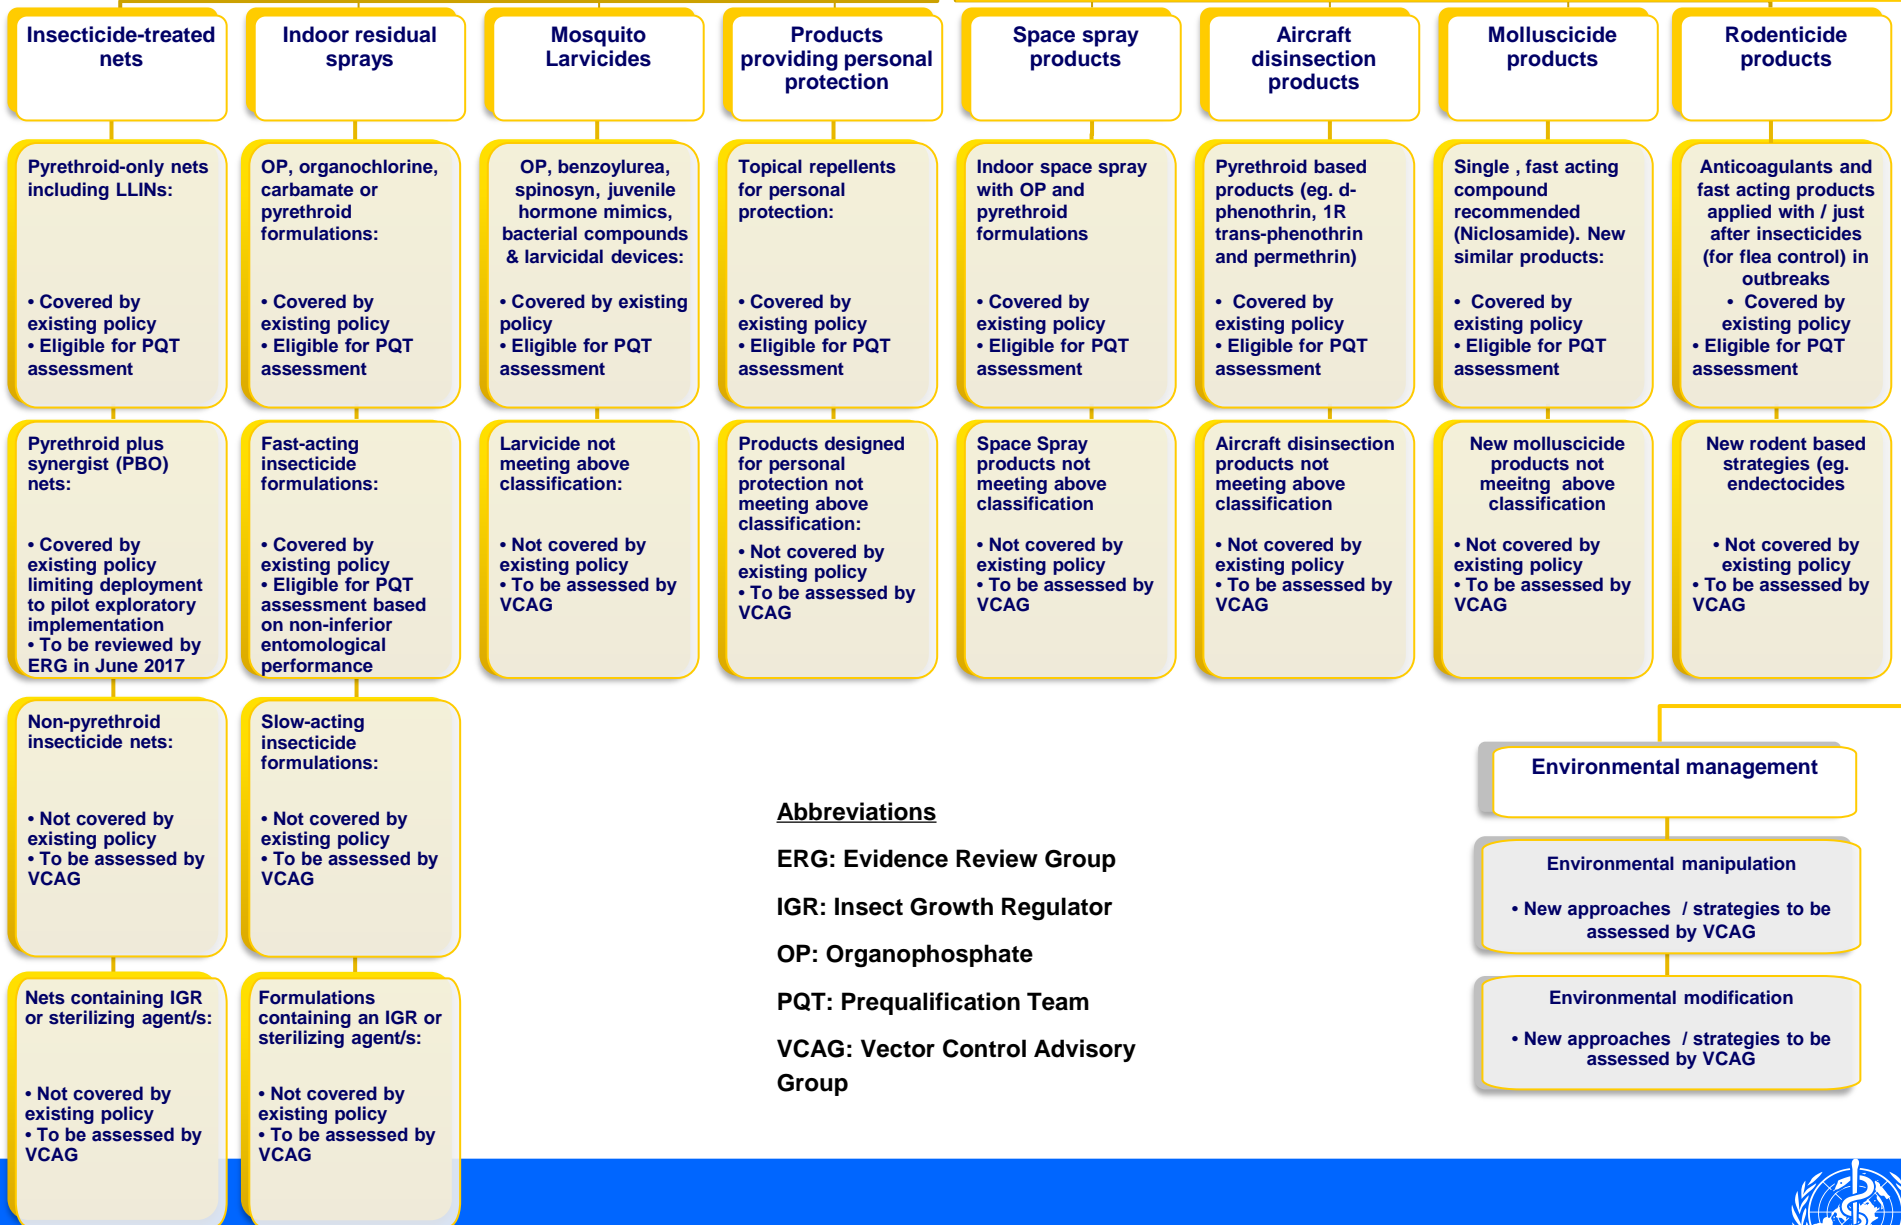 Insecticide-treated
nets
Indoor residual
sprays
Mosquito
Larvicides
Products
providing personal
protection
Space spray
products
Aircraft
disinsection
products
Molluscicide
products
Rodenticide
products
Pyrethroid-only nets
including LLINs:
• Covered by
existing policy
• Eligible for PQT
assessment
OP, organochlorine,
carbamate or
pyrethroid
formulations:
• Covered by
existing policy
• Eligible for PQT
assessment
OP, benzoylurea,
spinosyn, juvenile
hormone mimics,
bacterial compounds
& larvicidal devices:
• Covered by existing
policy
• Eligible for PQT
assessment
Topical repellents
for personal
protection:
• Covered by
existing policy
• Eligible for PQT
assessment
Indoor space spray
with OP and
pyrethroid
formulations
• Covered by
existing policy
• Eligible for PQT
assessment
Pyrethroid based
products (eg. d-
phenothrin, 1R
trans-phenothrin
and permethrin)
• Covered by
existing policy
• Eligible for PQT
assessment
Single , fast acting
compound
recommended
(Niclosamide). New
similar products:
• Covered by
existing policy
• Eligible for PQT
assessment
Anticoagulants and
fast acting products
applied with / just
after insecticides
(for flea control) in
outbreaks
• Covered by
existing policy
• Eligible for PQT
assessment
Pyrethroid plus
synergist (PBO)
nets:
• Covered by
existing policy
limiting deployment
to pilot exploratory
implementation
• To be reviewed by
ERG in June 2017
Fast-acting
insecticide
formulations:
• Covered by
existing policy
• Eligible for PQT
assessment based
on non-inferior
entomological
performance
Larvicide not
meeting above
classification:
• Not covered by
existing policy
• To be assessed by
VCAG
Products designed
for personal
protection not
meeting above
classification:
• Not covered by
existing policy
• To be assessed by
VCAG
Space Spray
products not
meeting above
classification
• Not covered by
existing policy
• To be assessed by
VCAG
Aircraft disinsection
products not
meeting above
classification
• Not covered by
existing policy
• To be assessed by
VCAG
New molluscicide
products not
meeitng above
classification
• Not covered by
existing policy
• To be assessed by
VCAG
New rodent based
strategies (eg.
endectocides
• Not covered by
existing policy
• To be assessed by
VCAG
Non-pyrethroid
insecticide nets:
• Not covered by
existing policy
• To be assessed by
VCAG
Slow-acting
insecticide
formulations:
• Not covered by
existing policy
• To be assessed by
VCAG
Nets containing IGR
or sterilizing agent/s:
• Not covered by
existing policy
• To be assessed by
VCAG
Formulations
containing an IGR or
sterilizing agent/s:
• Not covered by
existing policy
• To be assessed by
VCAG
Abbreviations
ERG: Evidence Review Group
IGR: Insect Growth Regulator
OP: Organophosphate
PQT: Prequalification Team
VCAG: Vector Control Advisory
Group
Environmental management
Environmental manipulation
• New approaches / strategies to be
assessed by VCAG
Environmental modification
• New approaches / strategies to be
assessed by VCAG